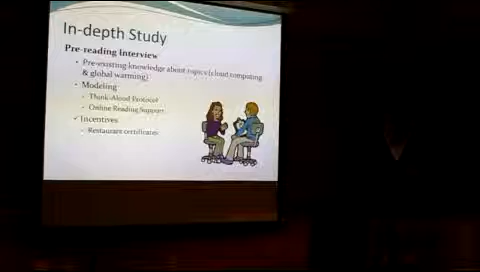 In-depth Study
Pre-reading Interview
Pre-existing knowledge about topics (cloud computing
& global warming)
Modeling
Think-Aloud Protocol
Online Reading Support
Incentives
Restaurant certificates